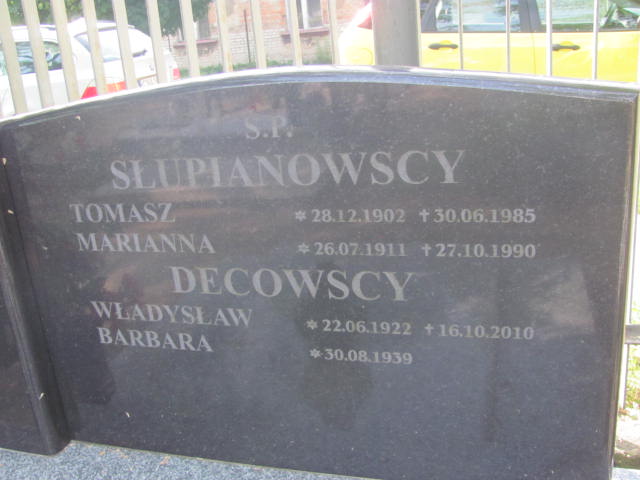 S.P.
SŁUPIANOWSCY
TOMASZ ✲ 28.12.1902 ✝ 30.06.1985
MARIANNA ✲ 26.07.1911 ✝ 27.10.1990
DECOWSCY
WŁADYSŁAW ✲ 22.06.1922 ✝ 16.10.2010
BARBARA ✲ 30.08.1939